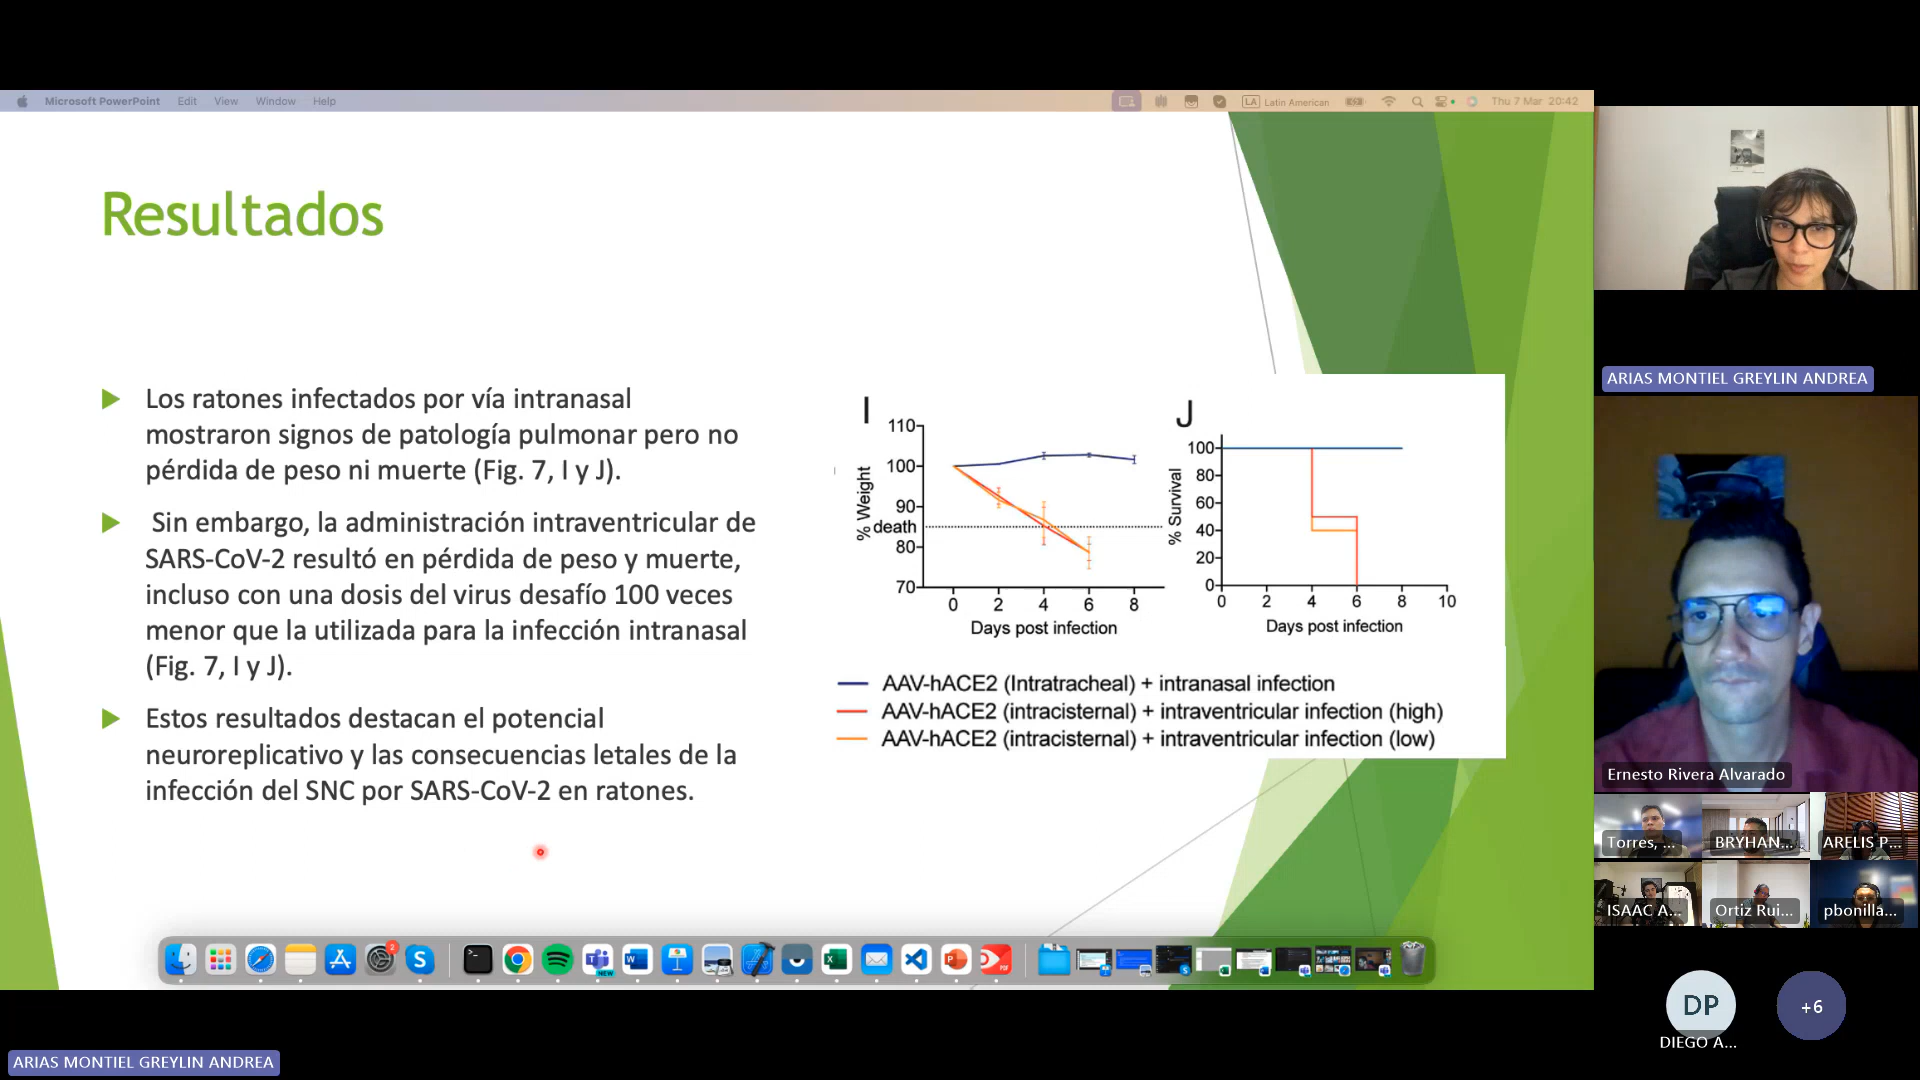 Microsoft PowerPoint Edit View Window Help
LA Latin American Thu 7 Mar 20:42
Resultados
Los ratones infectados por vía intranasal
mostraron signos de patología pulmonar pero no
pérdida de peso ni muerte (Fig. 7, I y J).
Sin embargo, la administración intraventricular de
SARS-CoV-2 resultó en pérdida de peso y muerte,
incluso con una dosis del virus desafío 100 veces
menor que la utilizada para la infección intranasal
(Fig. 7, I y J).
Estos resultados destacan el potencial
neuroreplicativo y las consecuencias letales de la
infección del SNC por SARS-CoV-2 en ratones.
I
110
100
90
death
80
70
% Weight
0 2 4 6 8
Days post infection
J
100
80
60
40
20
0
% Survival
0 2 4 6 8 10
Days post infection
AAV-hACE2 (Intratracheal) + intranasal infection
AAV-hACE2 (intracisternal) + intraventricular infection (high)
AAV-hACE2 (intracisternal) + intraventricular infection (low)
2
NEW
ARIAS MONTIEL GREYLIN ANDREA
Ernesto Rivera Alvarado
Torres, ... BRYHAN... ARELIS P...
ISAAC A... Ortiz Rui... pbonilla...
DP +6
DIEGO A...
ARIAS MONTIEL GREYLIN ANDREA